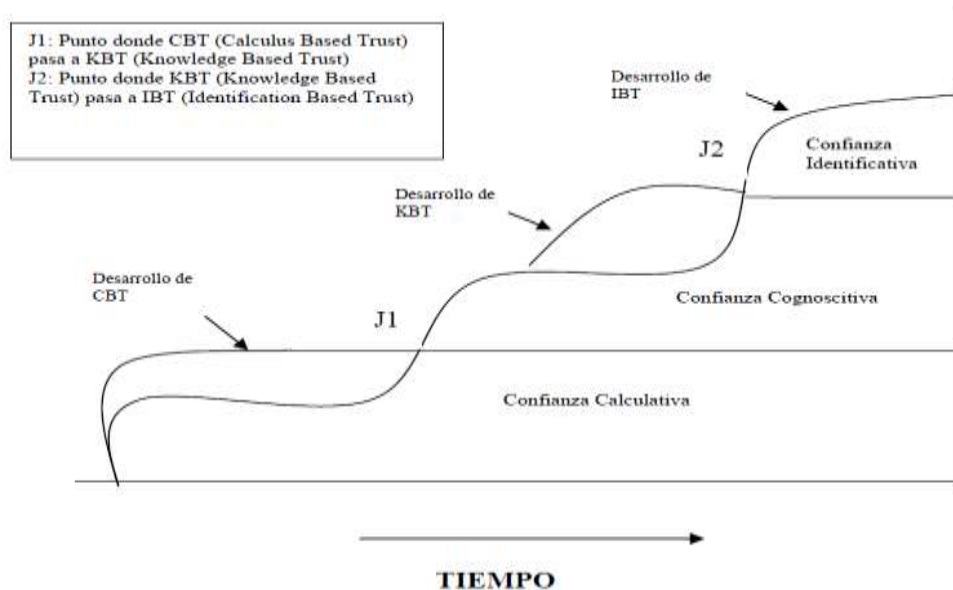 J1: Punto donde CBT (Calculus Based Trust)
pasa a KBT (Knowledge Based Trust)
J2: Punto donde KBT (Knowledge Based
Trust) pasa a IBT (Identification Based Trust)
Desarrollo de
IBT
J2
Confianza
Identificativa
Desarrollo de
KBT
Desarrollo de
CBT
J1
Confianza Cognoscitiva
Confianza Calculativa
TIEMPO